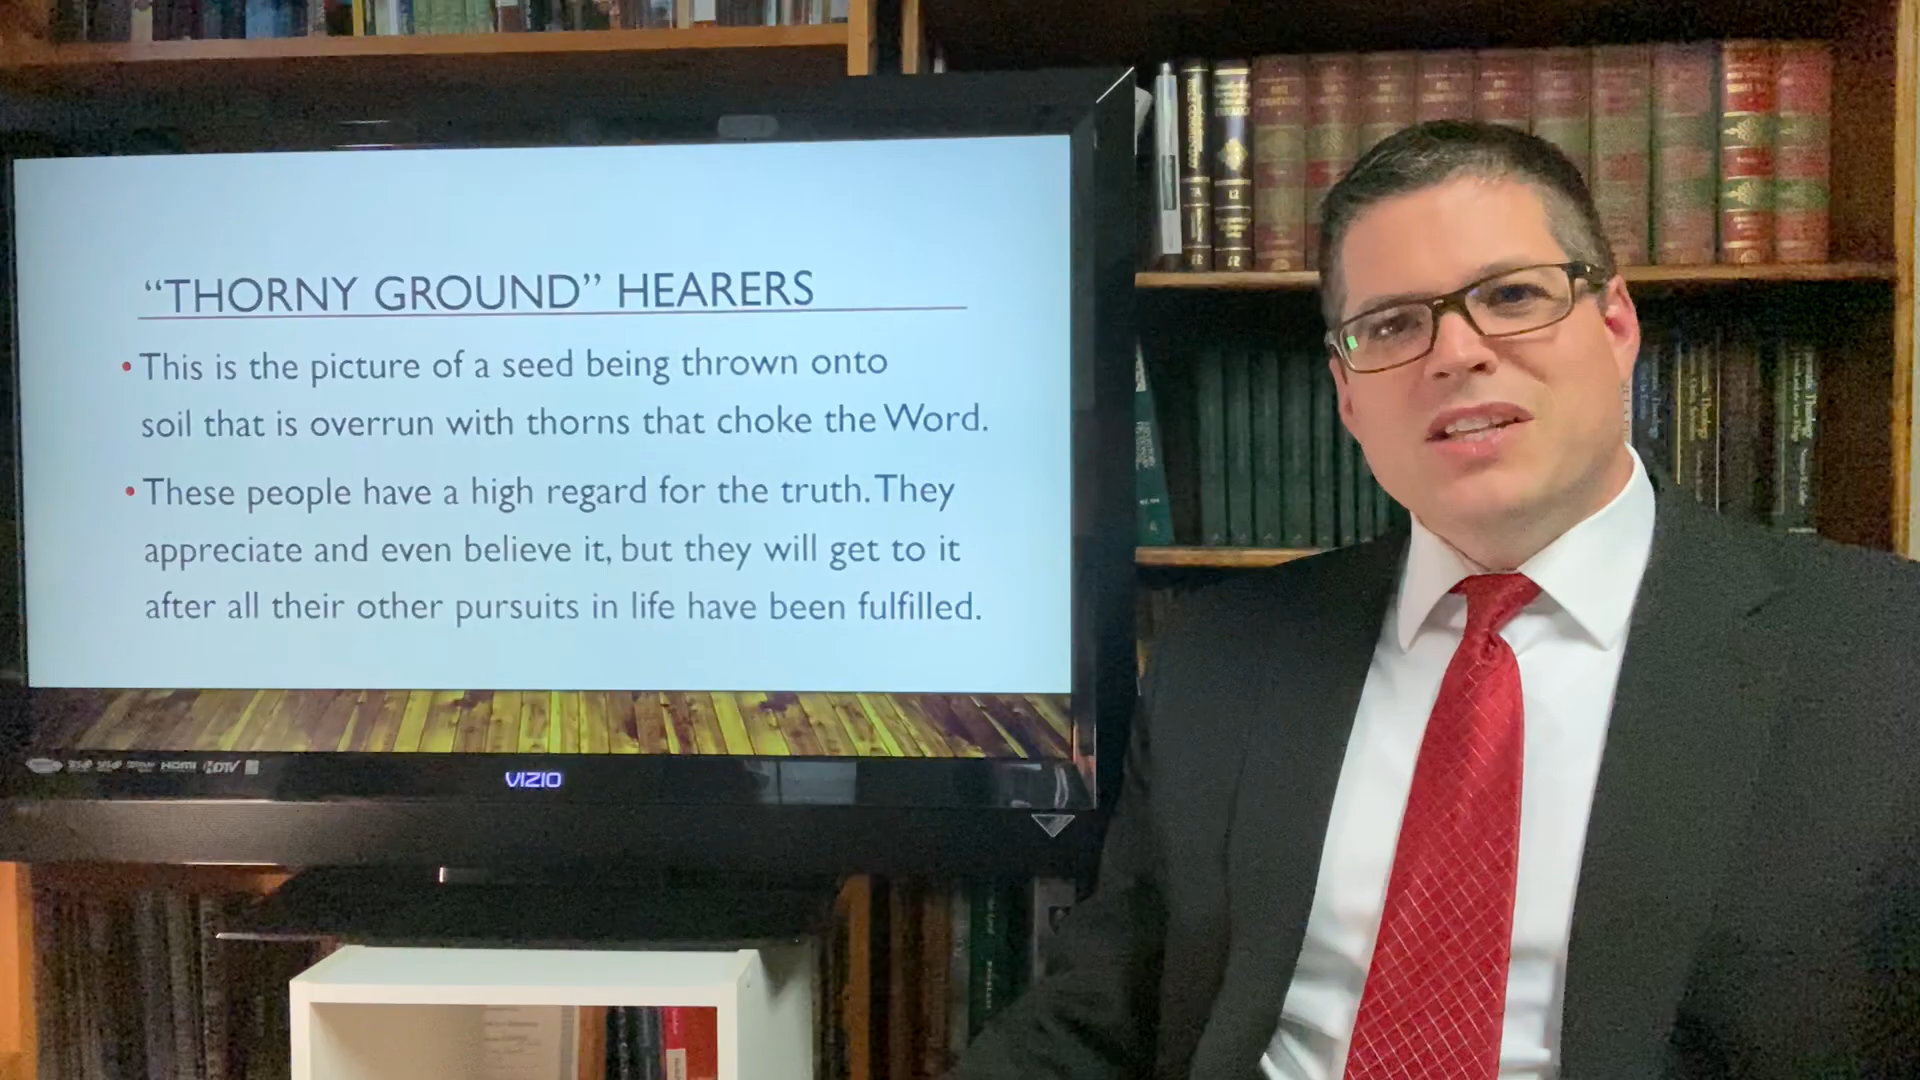 “THORNY GROUND” HEARERS
• This is the picture of a seed being thrown onto
soil that is overrun with thorns that choke the Word.
• These people have a high regard for the truth. They
appreciate and even believe it, but they will get to it
after all their other pursuits in life have been fulfilled.
HDMI HDTV
VIZIO